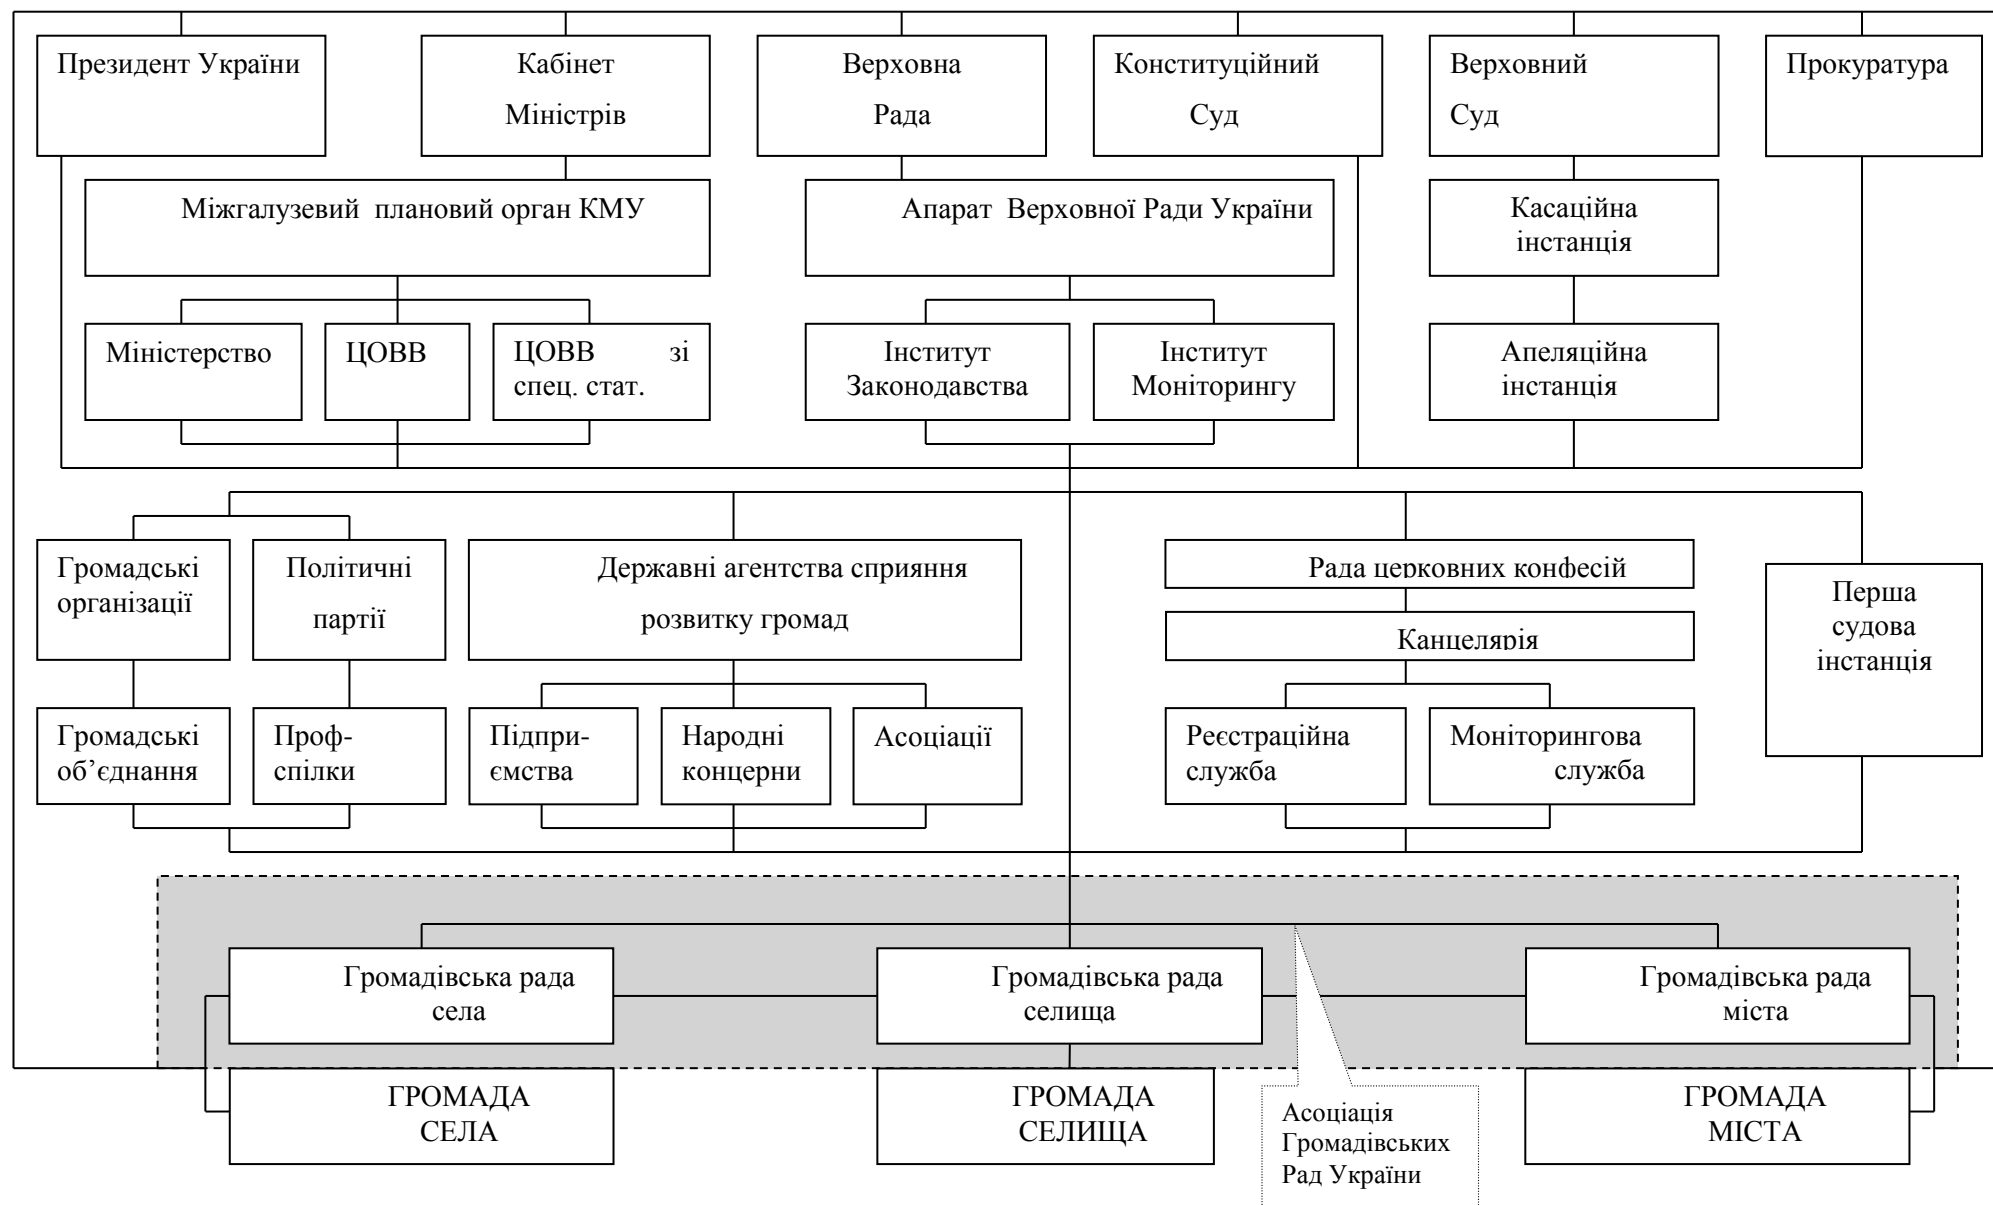 Президент України
Кабінет
Міністрів
Верховна
Рада
Конституційний
Суд
Верховний
Суд
Прокуратура
Міжгалузевий плановий орган КМУ
Апарат Верховної Ради України
Касаційна
інстанція
Міністерство
ЦОВВ
ЦОВВ зі
спец. стат.
Інститут
Законодавства
Інститут
Моніторингу
Апеляційна
інстанція
Громадські
організації
Політичні
партії
Державні агентства сприяння
розвитку громад
Рада церковних конфесій
Канцелярія
Перша
судова
інстанція
Громадські
об’єднання
Проф-
спілки
Підпри-
ємства
Народні
концерни
Асоціації
Реєстраційна
служба
Моніторингова
служба
Громадівська рада
села
Громадівська рада
селища
Громадівська рада
міста
ГРОМАДА
СЕЛА
ГРОМАДА
СЕЛИЩА
Асоціація
Громадівських
Рад України
ГРОМАДА
МІСТА